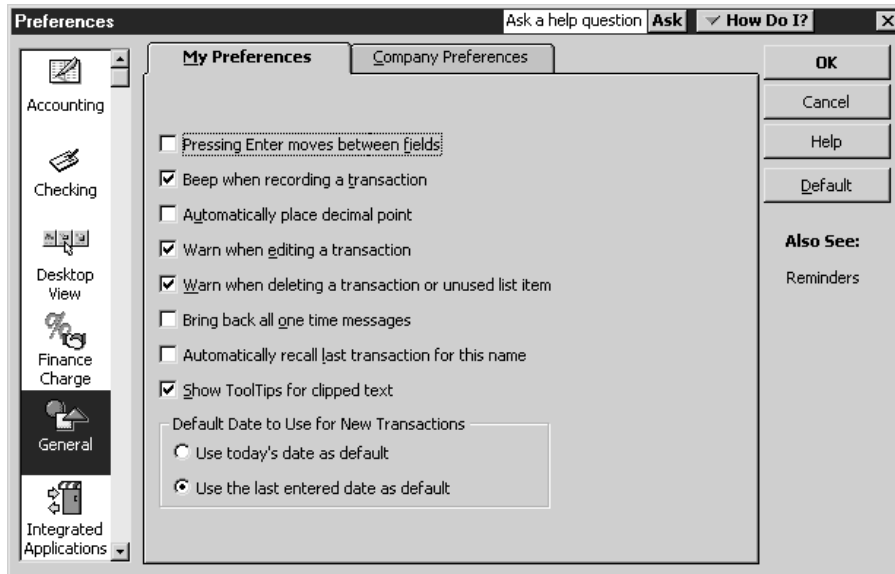 Preferences
Ask a help question Ask How Do I?
My Preferences
Company Preferences
Accounting
Checking
Desktop
View
Finance
Charge
General
Integrated
Applications
Pressing Enter moves between fields
Beep when recording a transaction
Automatically place decimal point
Warn when editing a transaction
Warn when deleting a transaction or unused list item
Bring back all one time messages
Automatically recall last transaction for this name
Show ToolTips for clipped text
Default Date to Use for New Transactions
Use today's date as default
Use the last entered date as default
OK
Cancel
Help
Default
Also See:
Reminders